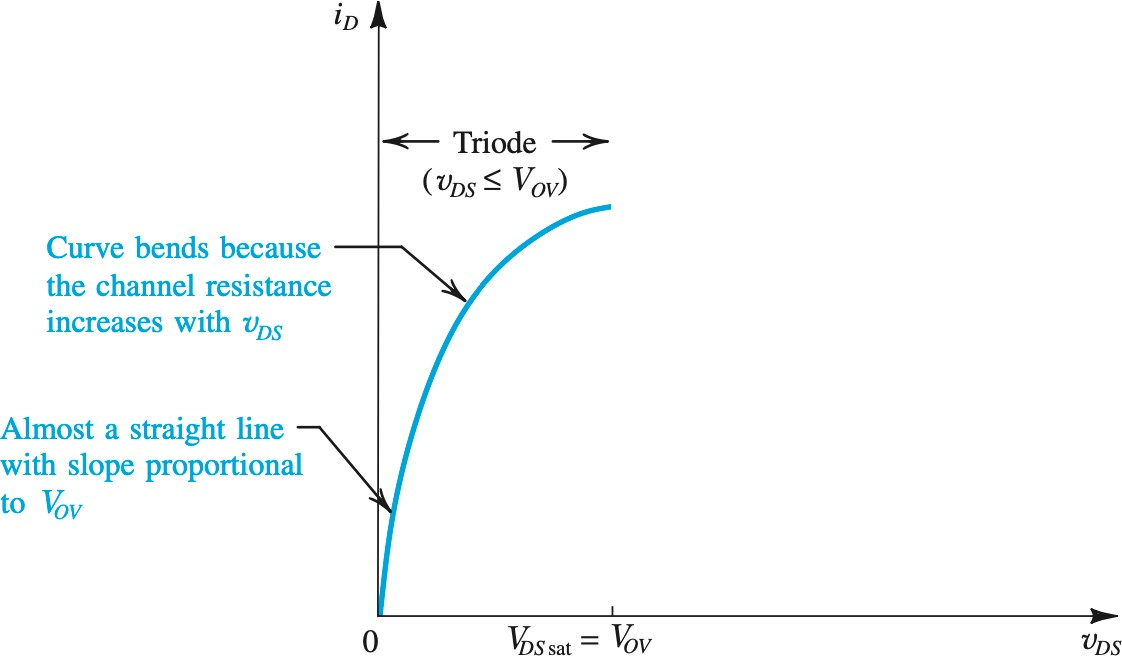 i_D
Triode
(v_DS ≤ V_OV)
Curve bends because
the channel resistance
increases with v_DS
Almost a straight line
with slope proportional
to V_OV
0
V_DS sat = V_OV
v_DS